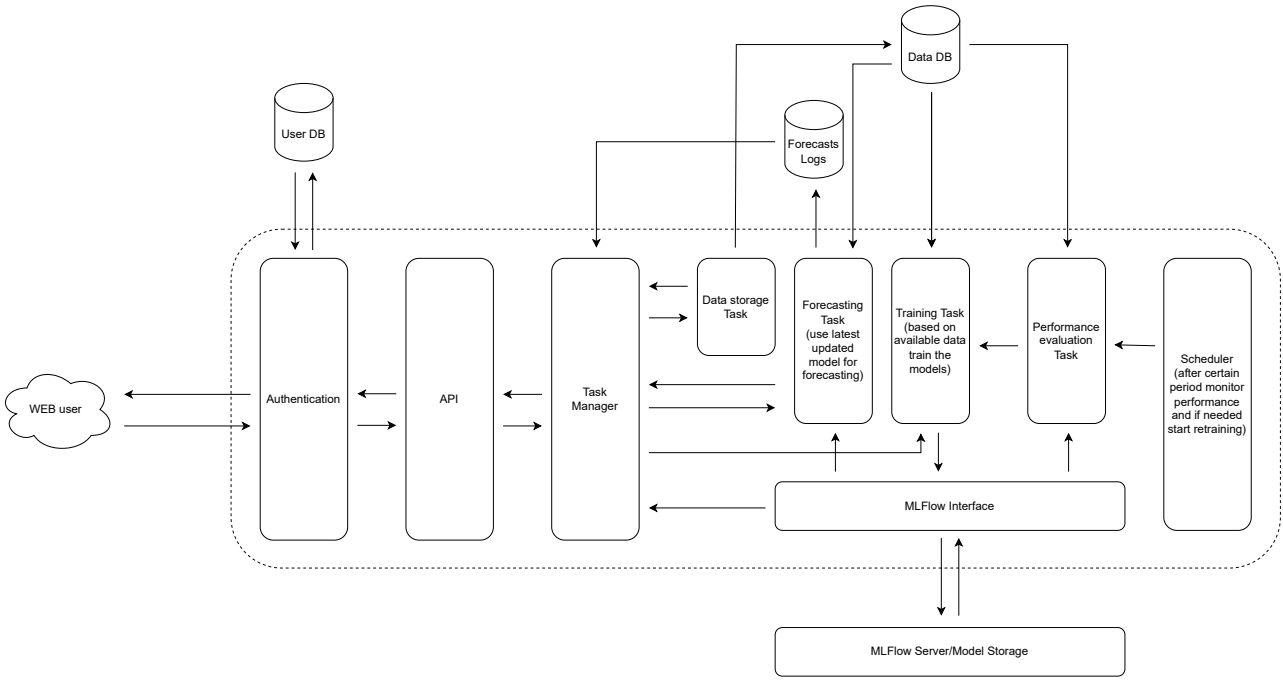 Data DB
User DB
Forecasts
Logs
WEB user
Authentication
API
Task
Manager
Data storage
Task
Forecasting
Task
(use latest
updated
model for
forecasting)
Training Task
(based on
available data
train the
models)
Performance
evaluation
Task
Scheduler
(after certain
period monitor
performance
and if needed
start retraining)
MLFlow Interface
MLFlow Server/Model Storage